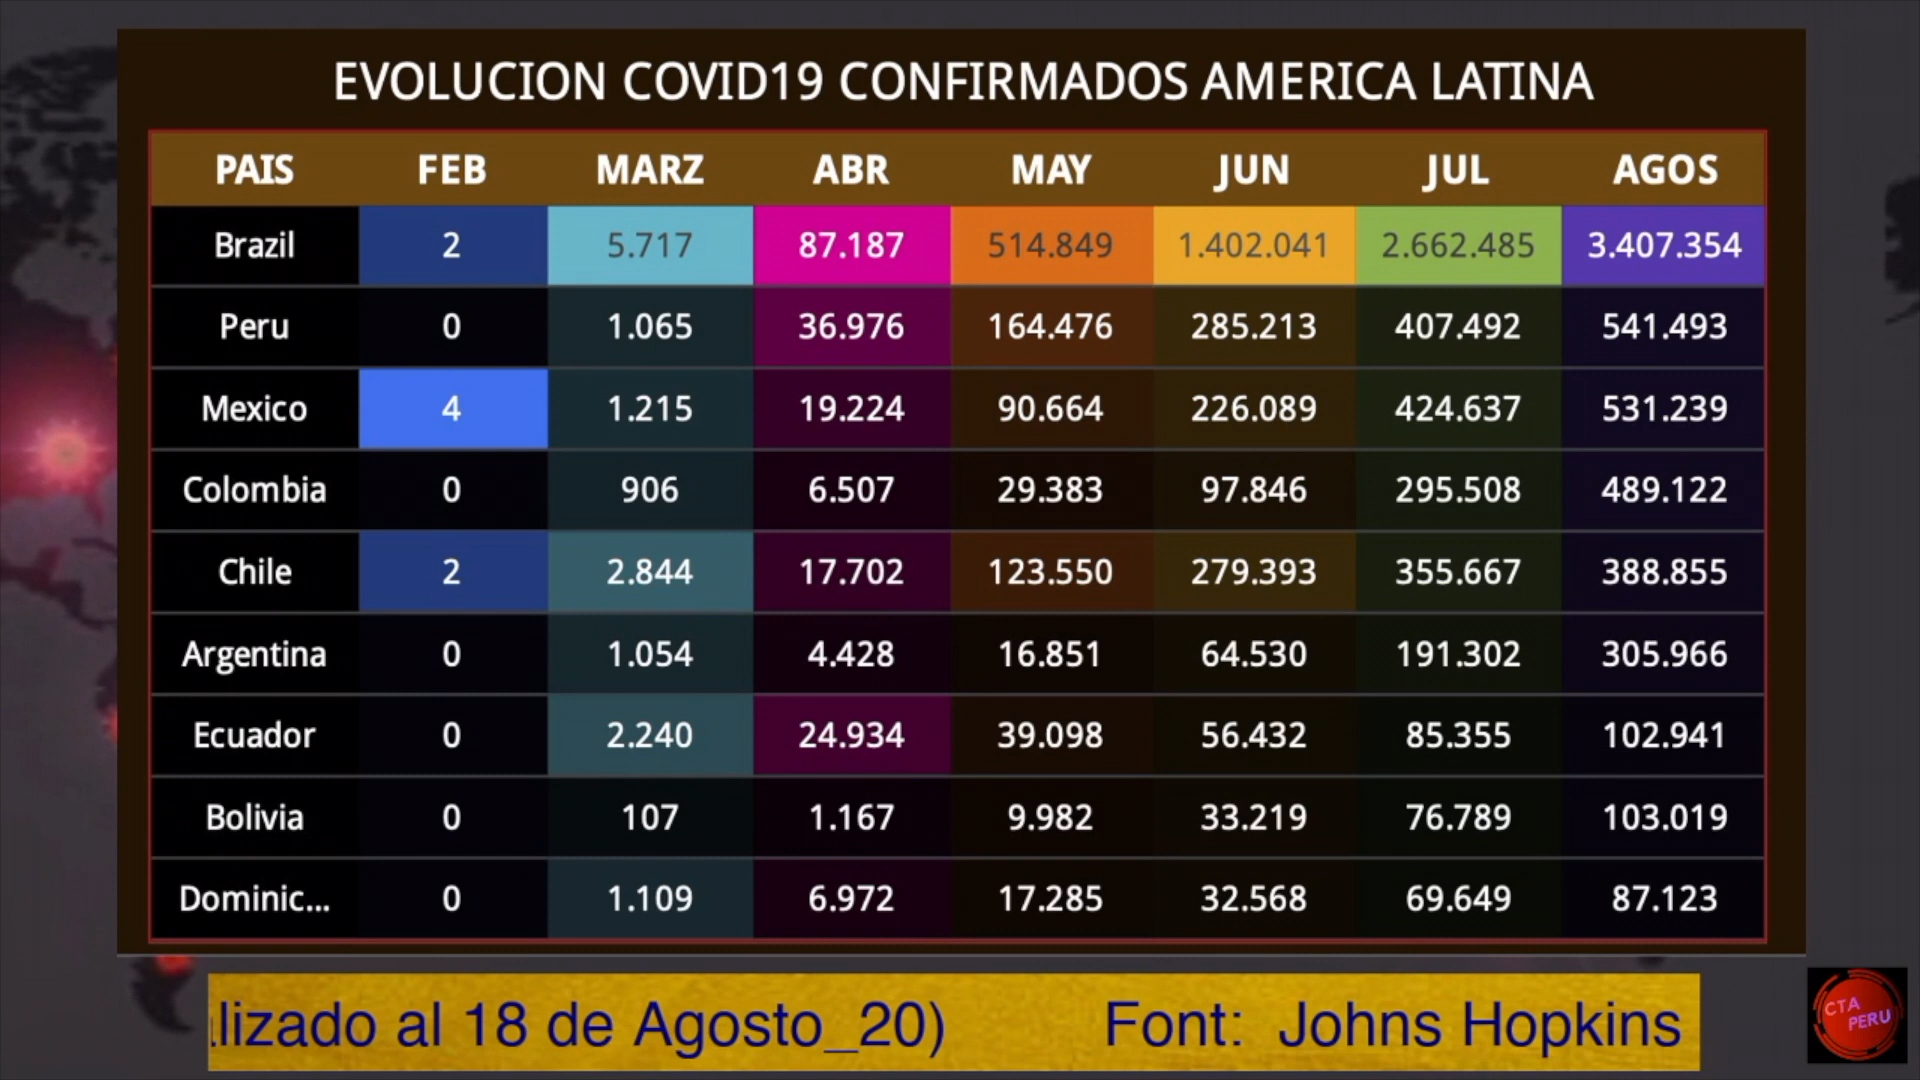 EVOLUCION COVID19 CONFIRMADOS AMERICA LATINA
PAIS FEB MARZ ABR MAY JUN JUL AGOS
Brazil 2 5.717 87.187 514.849 1.402.041 2.662.485 3.407.354
Peru 0 1.065 36.976 164.476 285.213 407.492 541.493
Mexico 4 1.215 19.224 90.664 226.089 424.637 531.239
Colombia 0 906 6.507 29.383 97.846 295.508 489.122
Chile 2 2.844 17.702 123.550 279.393 355.667 388.855
Argentina 0 1.054 4.428 16.851 64.530 191.302 305.966
Ecuador 0 2.240 24.934 39.098 56.432 85.355 102.941
Bolivia 0 107 1.167 9.982 33.219 76.789 103.019
Dominic... 0 1.109 6.972 17.285 32.568 69.649 87.123
lizado al 18 de Agosto_20) Font: Johns Hopkins
CTA
PERU